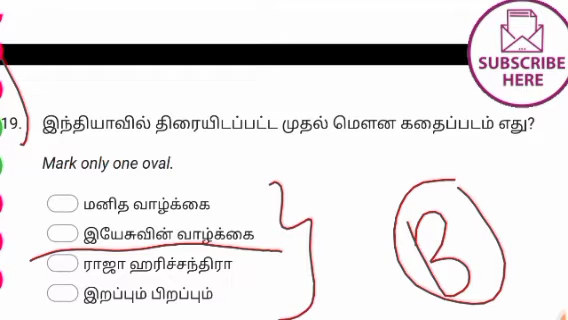 SUBSCRIBE
HERE
19. இந்தியாவில் திரையிடப்பட்ட முதல் மௌன கதைப்படம் எது?
Mark only one oval.
மனித வாழ்க்கை
இயேசுவின் வாழ்க்கை
ராஜா ஹரிச்சந்திரா
இறப்பும் பிறப்பும்
B